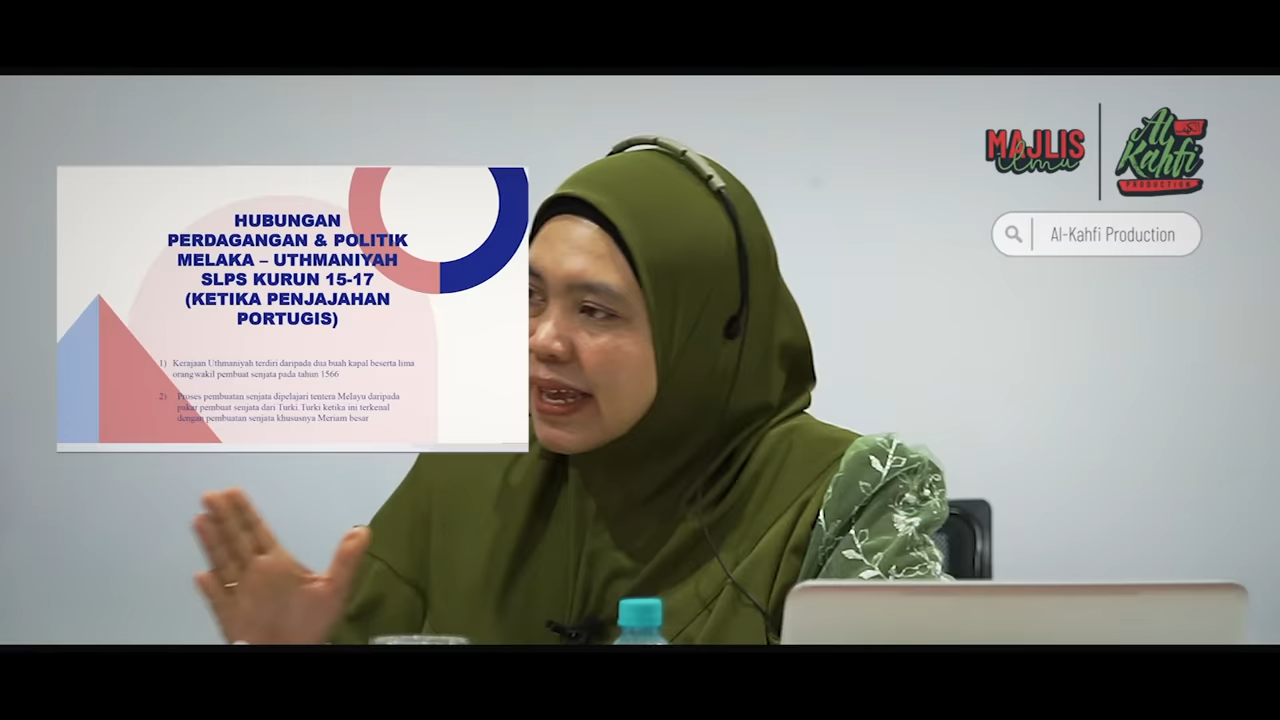 MAJLIS
Ilmu
Al
Kahfi
PRODUCTION
Al-Kahfi Production
HUBUNGAN
PERDAGANGAN & POLITIK
MELAKA – UTHMANIYAH
SLPS KURUN 15-17
(KETIKA PENJAJAHAN
PORTUGIS)
1) Kerajaan Uthmaniyah terdiri daripada dua buah kapal beserta lima
orang wakil pembuat senjata pada tahun 1566
2) Proses pembuatan senjata dipelajari tentera Melayu daripada
pakar pembuat senjata dari Turki.Turki ketika ini terkenal
dengan pembuatan senjata khususnya Meriam besar